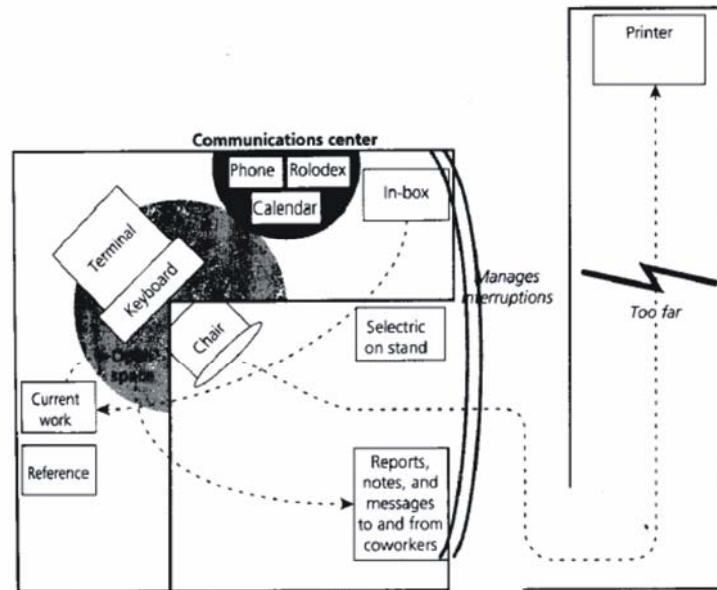 Printer
Communications center
Phone
Rolodex
Calendar
In-box
Terminal
Keyboard
Manages
interruptions
Too far
Chair
Selectric
on stand
space
Current
work
Reference
Reports,
notes, and
messages
to and from
coworkers